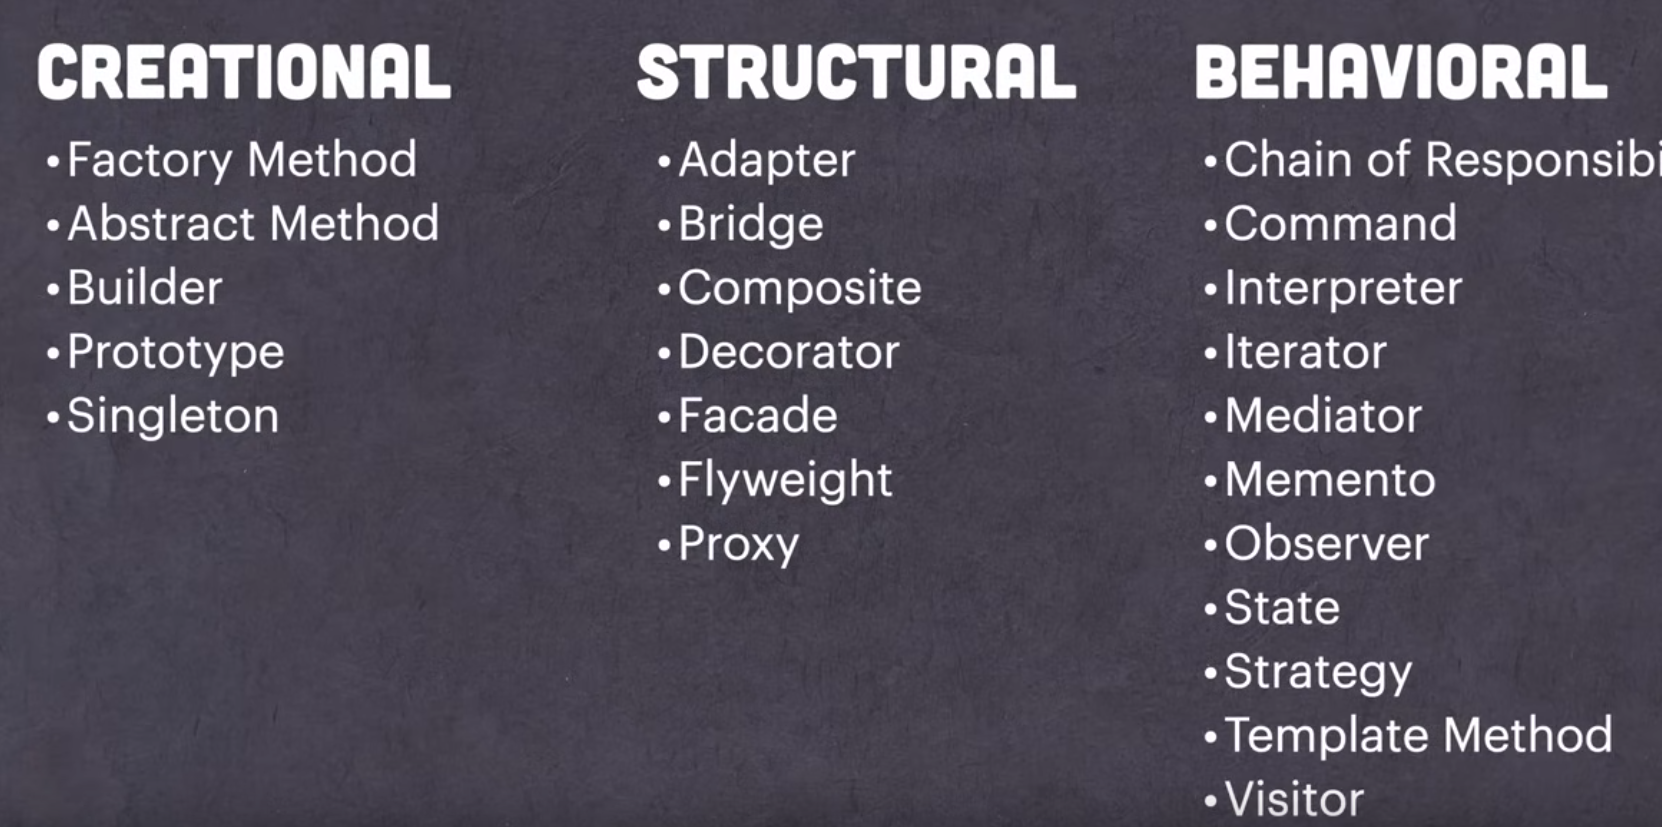 CREATIONAL
• Factory Method
• Abstract Method
• Builder
• Prototype
• Singleton
STRUCTURAL
• Adapter
• Bridge
• Composite
• Decorator
• Facade
• Flyweight
• Proxy
BEHAVIORAL
• Chain of Responsibi
• Command
• Interpreter
• Iterator
• Mediator
• Memento
• Observer
• State
• Strategy
• Template Method
• Visitor